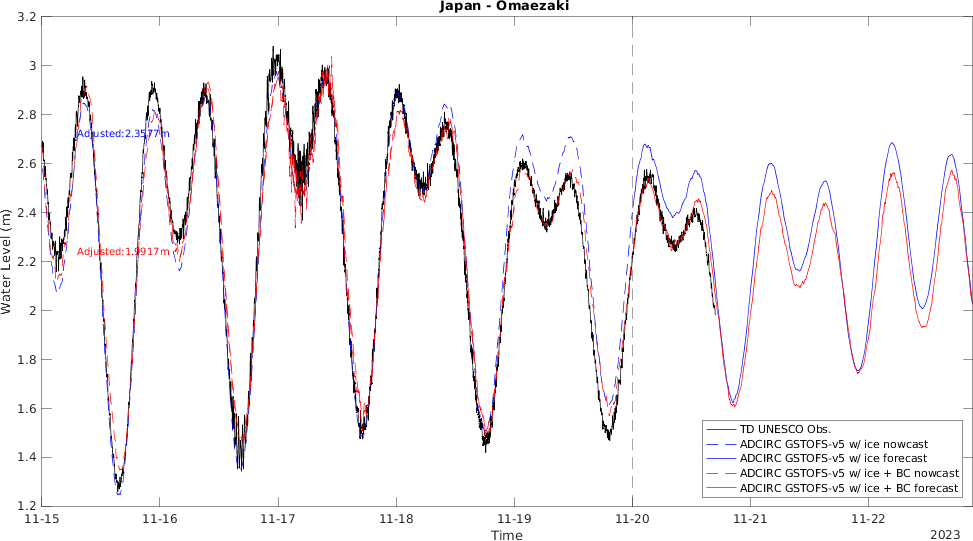 Japan - Omaezaki
3.2
3
2.8
2.6
2.4
2.2
2
1.8
1.6
1.4
1.2
Water Level (m)
Adjusted:2.3577m
Adjusted:1.9917m
TD UNESCO Obs.
ADCIRC GSTOFS-v5 w/ ice nowcast
ADCIRC GSTOFS-v5 w/ ice forecast
ADCIRC GSTOFS-v5 w/ ice + BC nowcast
ADCIRC GSTOFS-v5 w/ ice + BC forecast
11-15 11-16 11-17 11-18 11-19 11-20 11-21 11-22
Time
2023